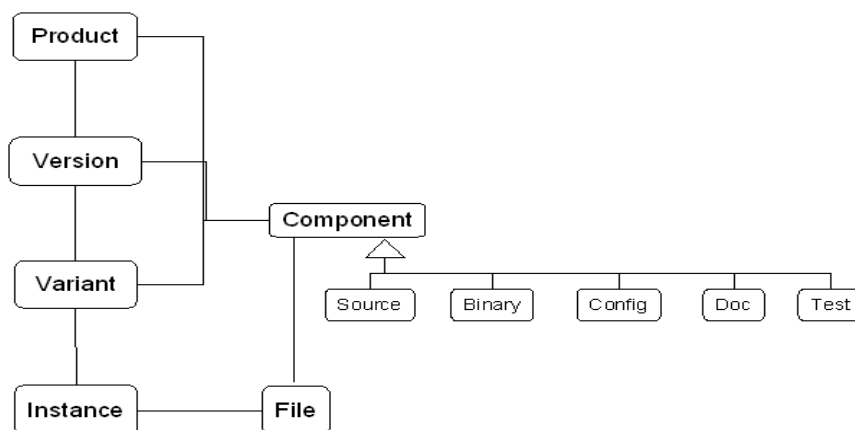 Product
Version
Component
Variant
Source
Binary
Config
Doc
Test
Instance
File